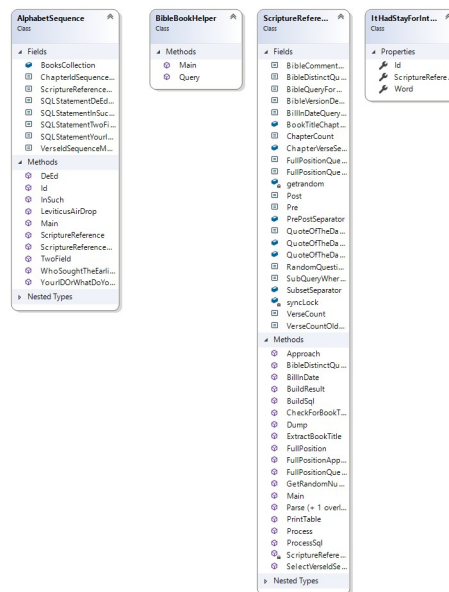 AlphabetSequence
Class
Fields
BooksCollection
ChapterIdSequence...
ScriptureReference...
SQLStatementDeEd...
SQLStatementInSuc...
SQLStatementTwoFi...
SQLStatementYourI...
VerseIdSequenceM...
Methods
DeEd
Id
InSuch
LeviticusAirDrop
Main
ScriptureReference
ScriptureReference...
TwoField
WhoSoughtTheEarli...
YourIDOrWhatDoYo...
Nested Types
BibleBookHelper
Class
Methods
Main
Query
ScriptureRefere...
Class
Fields
BibleComment...
BibleDistinctQu...
BibleQueryFor...
BibleVersionDe...
BillInDateQuery...
BookTitleChapt...
ChapterCount
ChapterVerseSe...
FullPositionQue...
FullPositionQue...
getrandom
Post
Pre
PrePostSeparator
QuoteOfTheDa...
QuoteOfTheDa...
QuoteOfTheDa...
RandomQuesti...
SubQueryWher...
SubsetSeparator
syncLock
VerseCount
VerseCountOld...
Methods
Approach
BibleDistinctQu...
BillInDate
BuildResult
BuildSql
CheckForBookT...
Dump
ExtractBookTitle
FullPosition
FullPositionApp...
FullPositionQue...
GetRandomNu...
Main
Parse (+ 1 overl...
PrintTable
Process
ProcessSql
ScriptureRefere...
SelectVerseIdSe...
Nested Types
ItHadStayForInt...
Class
Properties
Id
ScriptureRefere...
Word